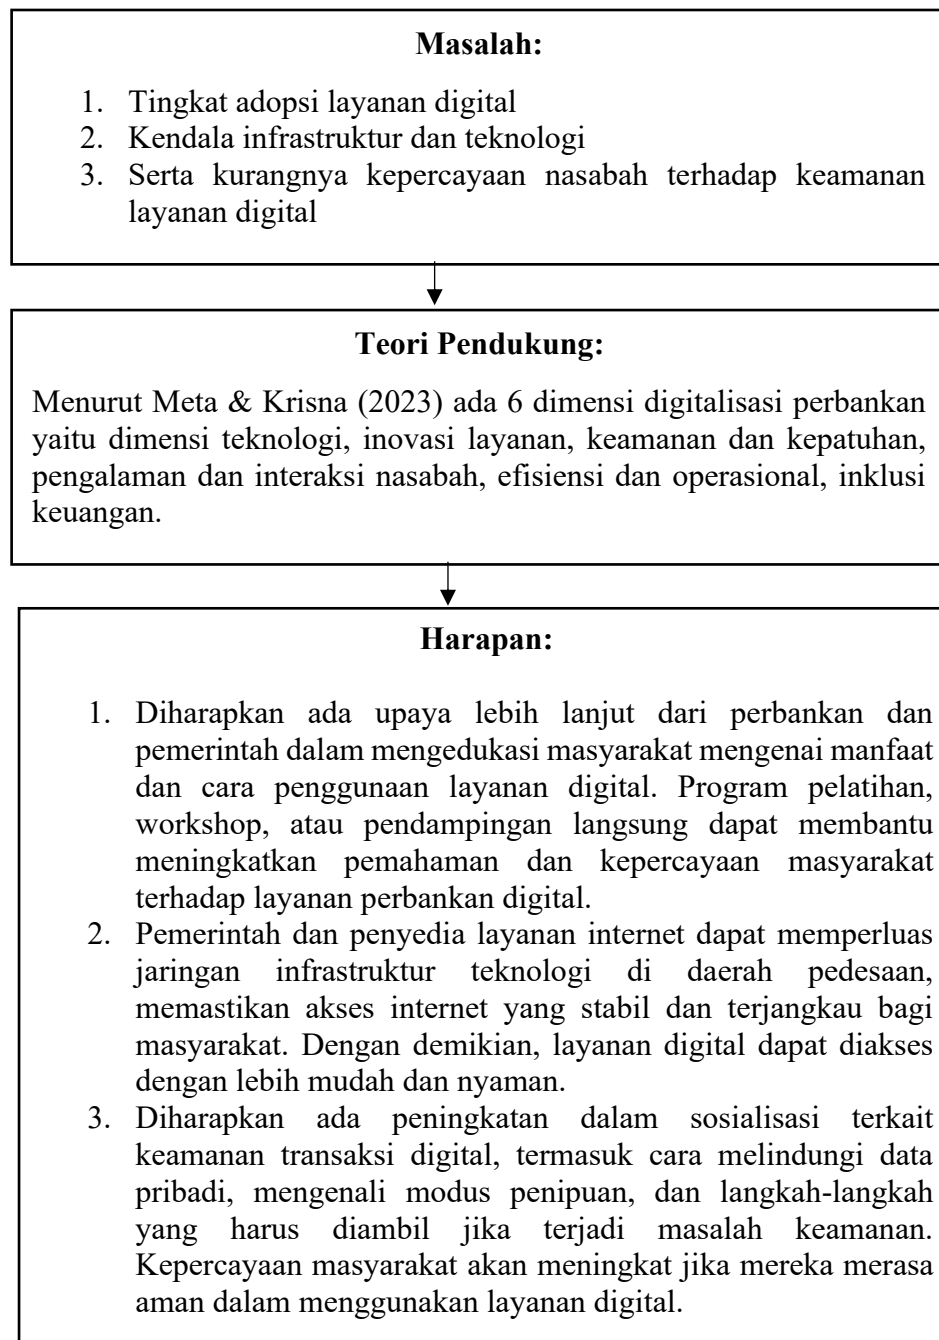 Masalah:
1. Tingkat adopsi layanan digital
2. Kendala infrastruktur dan teknologi
3. Serta kurangnya kepercayaan nasabah terhadap keamanan
layanan digital
Teori Pendukung:
Menurut Meta & Krisna (2023) ada 6 dimensi digitalisasi perbankan
yaitu dimensi teknologi, inovasi layanan, keamanan dan kepatuhan,
pengalaman dan interaksi nasabah, efisiensi dan operasional, inklusi
keuangan.
Harapan:
1. Diharapkan ada upaya lebih lanjut dari perbankan dan
pemerintah dalam mengedukasi masyarakat mengenai manfaat
dan cara penggunaan layanan digital. Program pelatihan,
workshop, atau pendampingan langsung dapat membantu
meningkatkan pemahaman dan kepercayaan masyarakat
terhadap layanan perbankan digital.
2. Pemerintah dan penyedia layanan internet dapat memperluas
jaringan infrastruktur teknologi di daerah pedesaan,
memastikan akses internet yang stabil dan terjangkau bagi
masyarakat. Dengan demikian, layanan digital dapat diakses
dengan lebih mudah dan nyaman.
3. Diharapkan ada peningkatan dalam sosialisasi terkait
keamanan transaksi digital, termasuk cara melindungi data
pribadi, mengenali modus penipuan, dan langkah-langkah
yang harus diambil jika terjadi masalah keamanan.
Kepercayaan masyarakat akan meningkat jika mereka merasa
aman dalam menggunakan layanan digital.